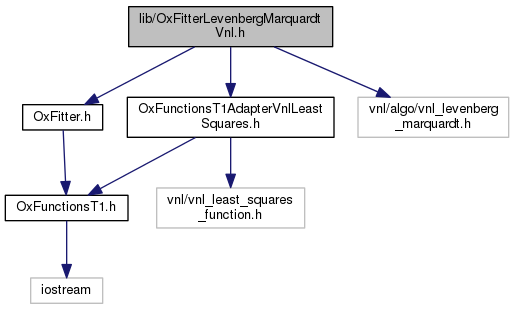 lib/OxFitterLevenbergMarquardt
Vnl.h
OxFitter.h
OxFunctionsT1AdapterVnlLeast
Squares.h
vnl/algo/vnl_levenberg
_marquardt.h
OxFunctionsT1.h
vnl/vnl_least_squares
_function.h
iostream